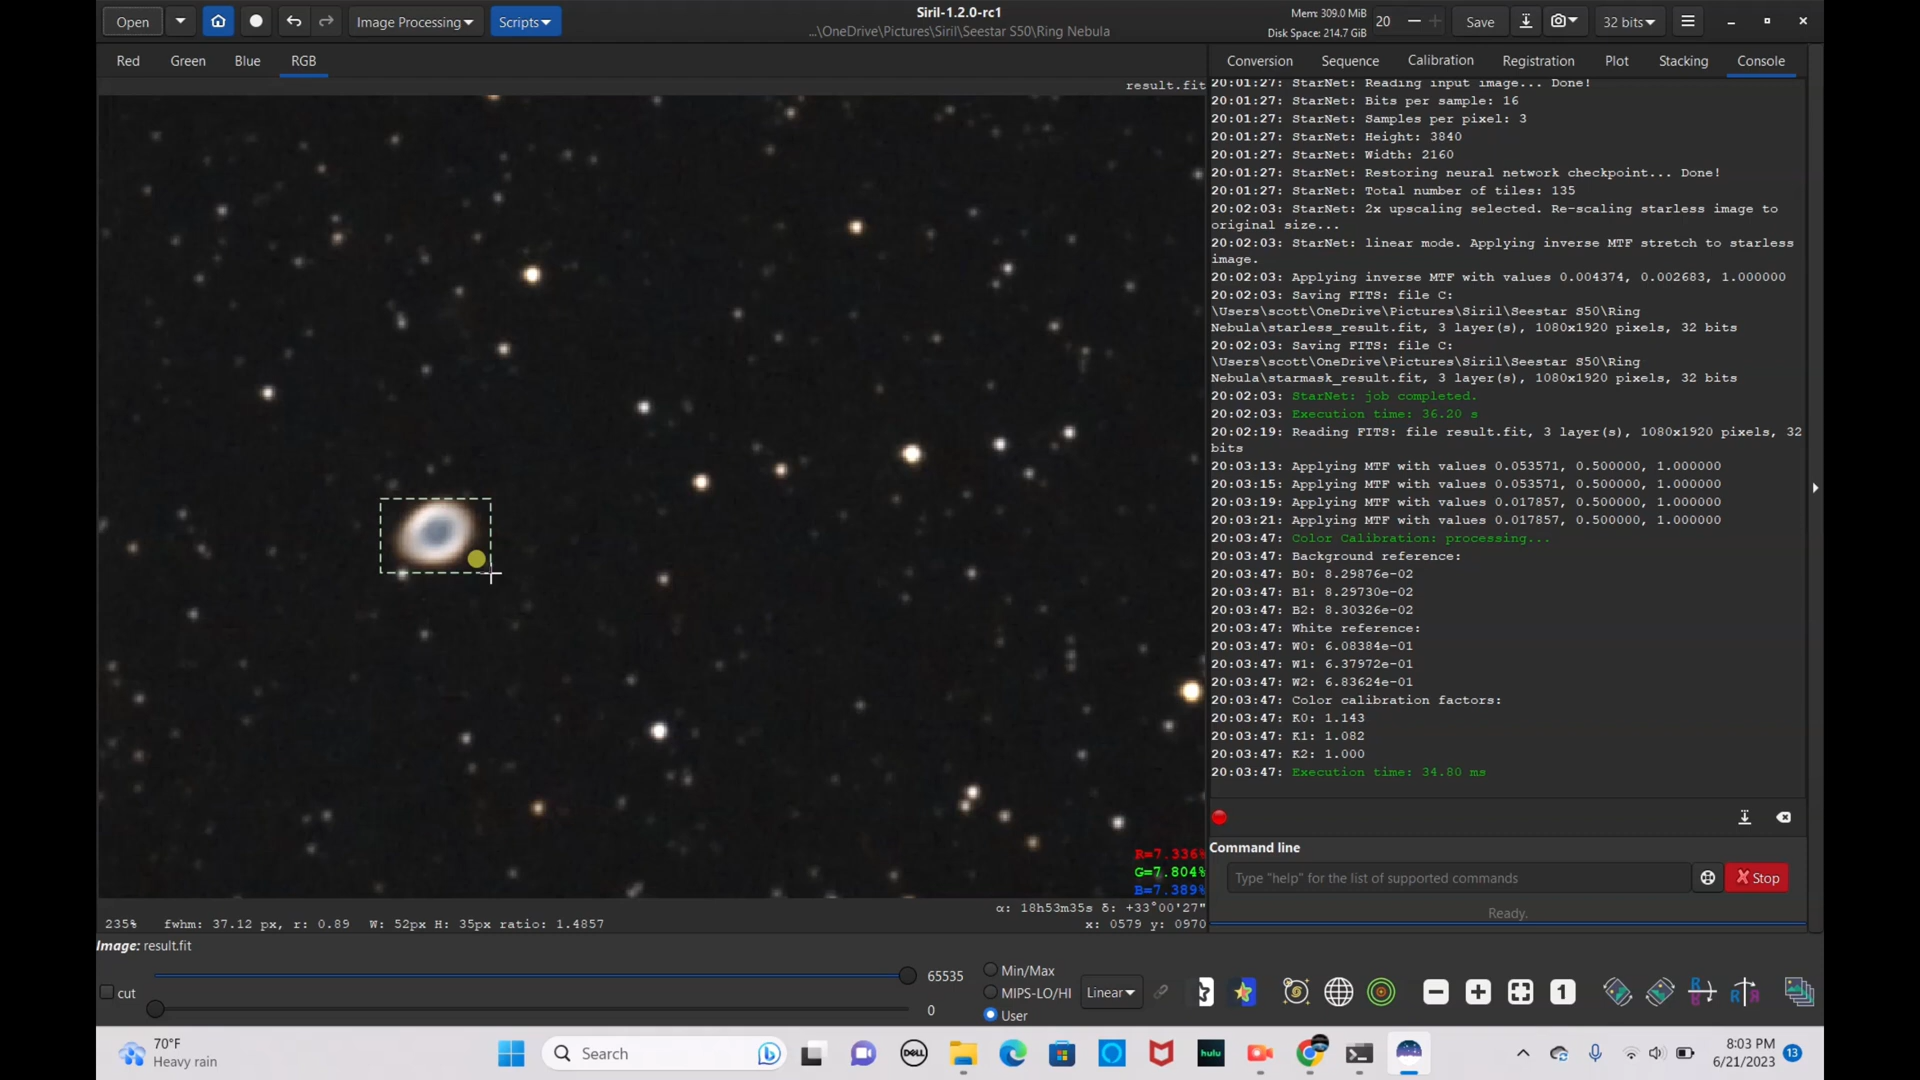 Open
Image Processing
Scripts
Siril-1.2.0-rc1
...\OneDrive\Pictures\Siril\Seestar S50\Ring Nebula
Mem: 309.0 MiB
Disk Space: 214.7 GiB
20
Save
32 bits
Red
Green
Blue
RGB
Conversion
Sequence
Calibration
Registration
Plot
Stacking
Console
result.fit
20:01:27: StarNet: Reading input image... Done!
20:01:27: StarNet: Bits per sample: 16
20:01:27: StarNet: Samples per pixel: 3
20:01:27: StarNet: Height: 3840
20:01:27: StarNet: Width: 2160
20:01:27: StarNet: Restoring neural network checkpoint... Done!
20:01:27: StarNet: Total number of tiles: 135
20:02:03: StarNet: 2x upscaling selected. Re-scaling starless image to
original size...
20:02:03: StarNet: linear mode. Applying inverse MTF stretch to starless
image.
20:02:03: Applying inverse MTF with values 0.004374, 0.002683, 1.000000
20:02:03: Saving FITS: file C:
\Users\scott\OneDrive\Pictures\Siril\Seestar S50\Ring
Nebula\starless_result.fit, 3 layer(s), 1080x1920 pixels, 32 bits
20:02:03: Saving FITS: file C:
\Users\scott\OneDrive\Pictures\Siril\Seestar S50\Ring
Nebula\starmask_result.fit, 3 layer(s), 1080x1920 pixels, 32 bits
20:02:03: StarNet: job completed.
20:02:03: Execution time: 36.20 s
20:02:19: Reading FITS: file result.fit, 3 layer(s), 1080x1920 pixels, 32
bits
20:03:13: Applying MTF with values 0.053571, 0.500000, 1.000000
20:03:15: Applying MTF with values 0.053571, 0.500000, 1.000000
20:03:19: Applying MTF with values 0.017857, 0.500000, 1.000000
20:03:21: Applying MTF with values 0.017857, 0.500000, 1.000000
20:03:47: Color Calibration: processing...
20:03:47: Background reference:
20:03:47: B0: 8.29876e-02
20:03:47: B1: 8.29730e-02
20:03:47: B2: 8.30326e-02
20:03:47: White reference:
20:03:47: W0: 6.08384e-01
20:03:47: W1: 6.37972e-01
20:03:47: W2: 6.83624e-01
20:03:47: Color calibration factors:
20:03:47: K0: 1.143
20:03:47: K1: 1.082
20:03:47: K2: 1.000
20:03:47: Execution time: 34.80 ms
Command line
Type "help" for the list of supported commands
Stop
Ready.
R=7.336%
G=7.804%
B=7.389%
α: 18h53m35s δ: +33°00'27"
235% fwhm: 37.12 px, r: 0.89 W: 52px H: 35px ratio: 1.4857
x: 0579 y: 0970
Image: result.fit
cut
65535
0
Min/Max
MIPS-LO/HI
User
Linear
1
70°F
Heavy rain
Search
DELL
hulu
8:03 PM
6/21/2023
13